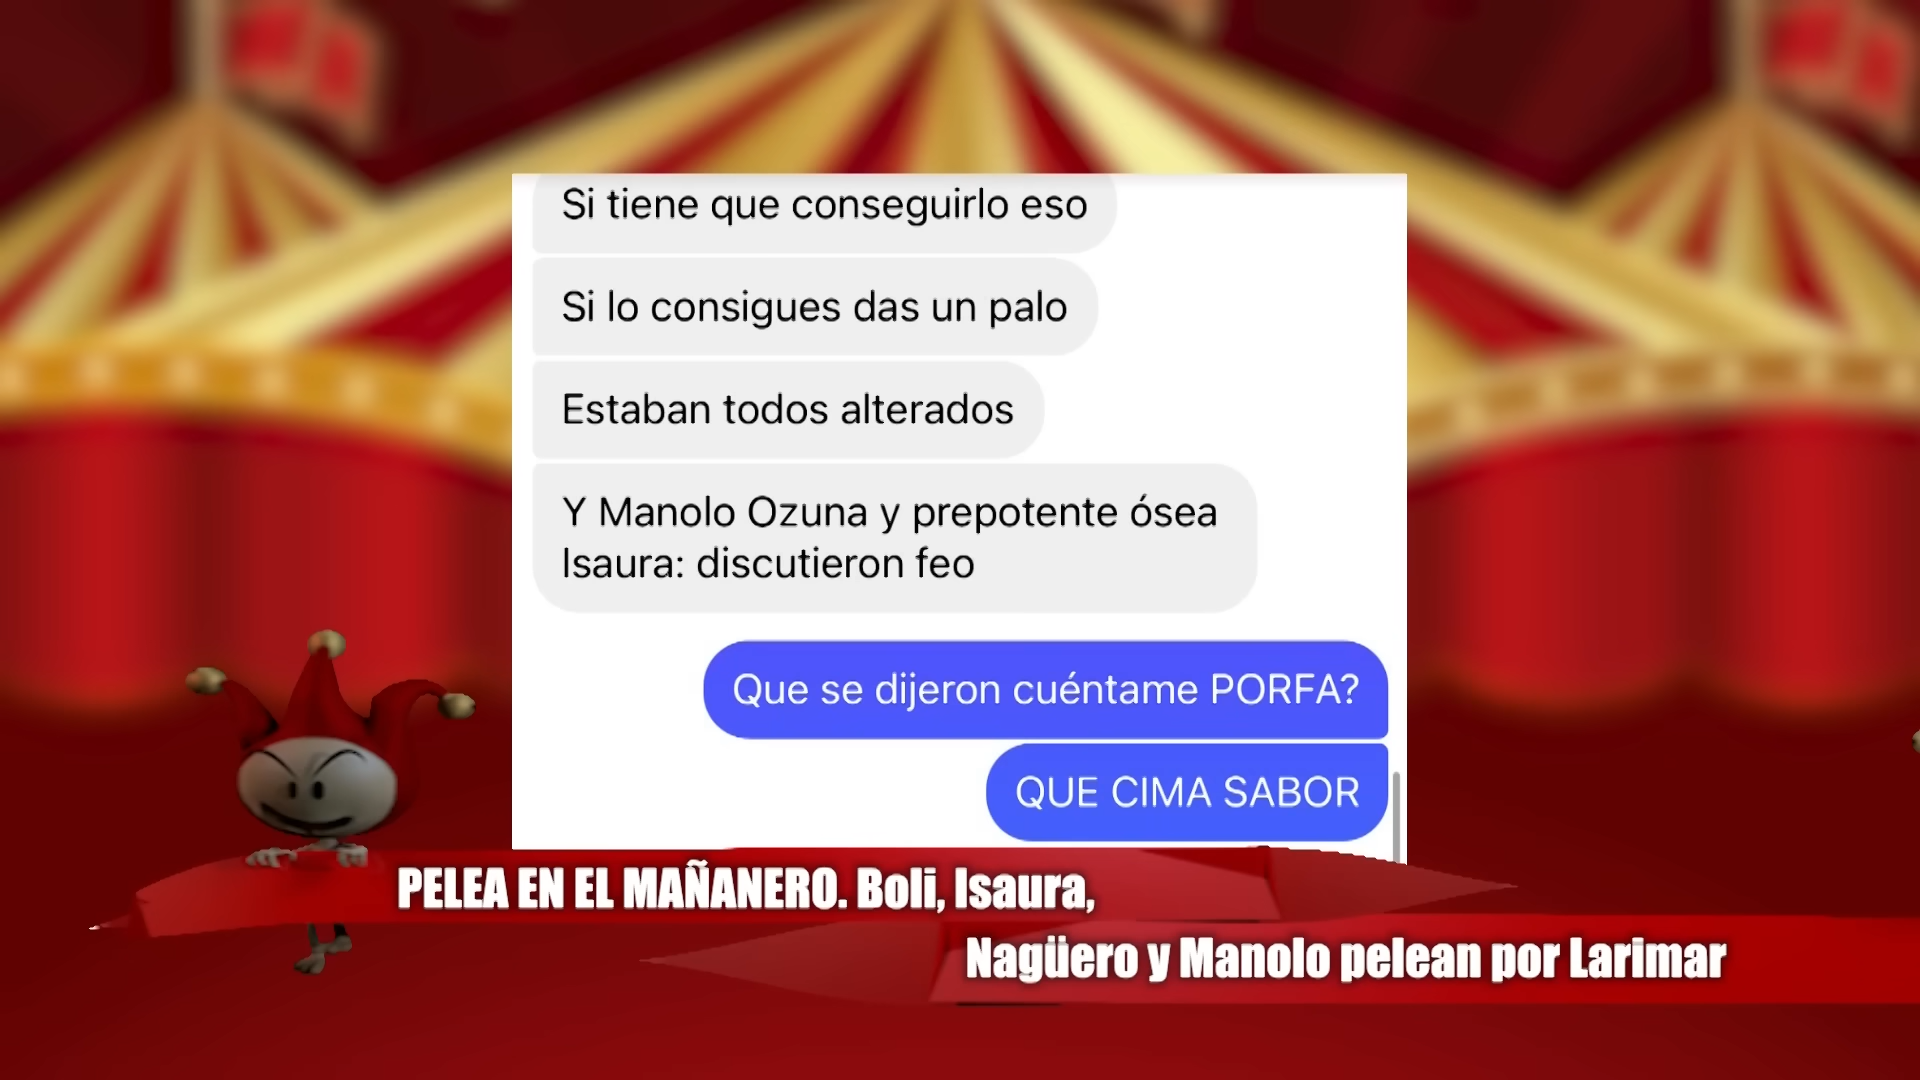 Si tiene que conseguirlo eso
Si lo consigues das un palo
Estaban todos alterados
Y Manolo Ozuna y prepotente ósea
Isaura: discutieron feo
Que se dijeron cuéntame PORFA?
QUE CIMA SABOR
PELEA EN EL MAÑANERO. Boli, Isaura,
Nagüero y Manolo pelean por Larimar